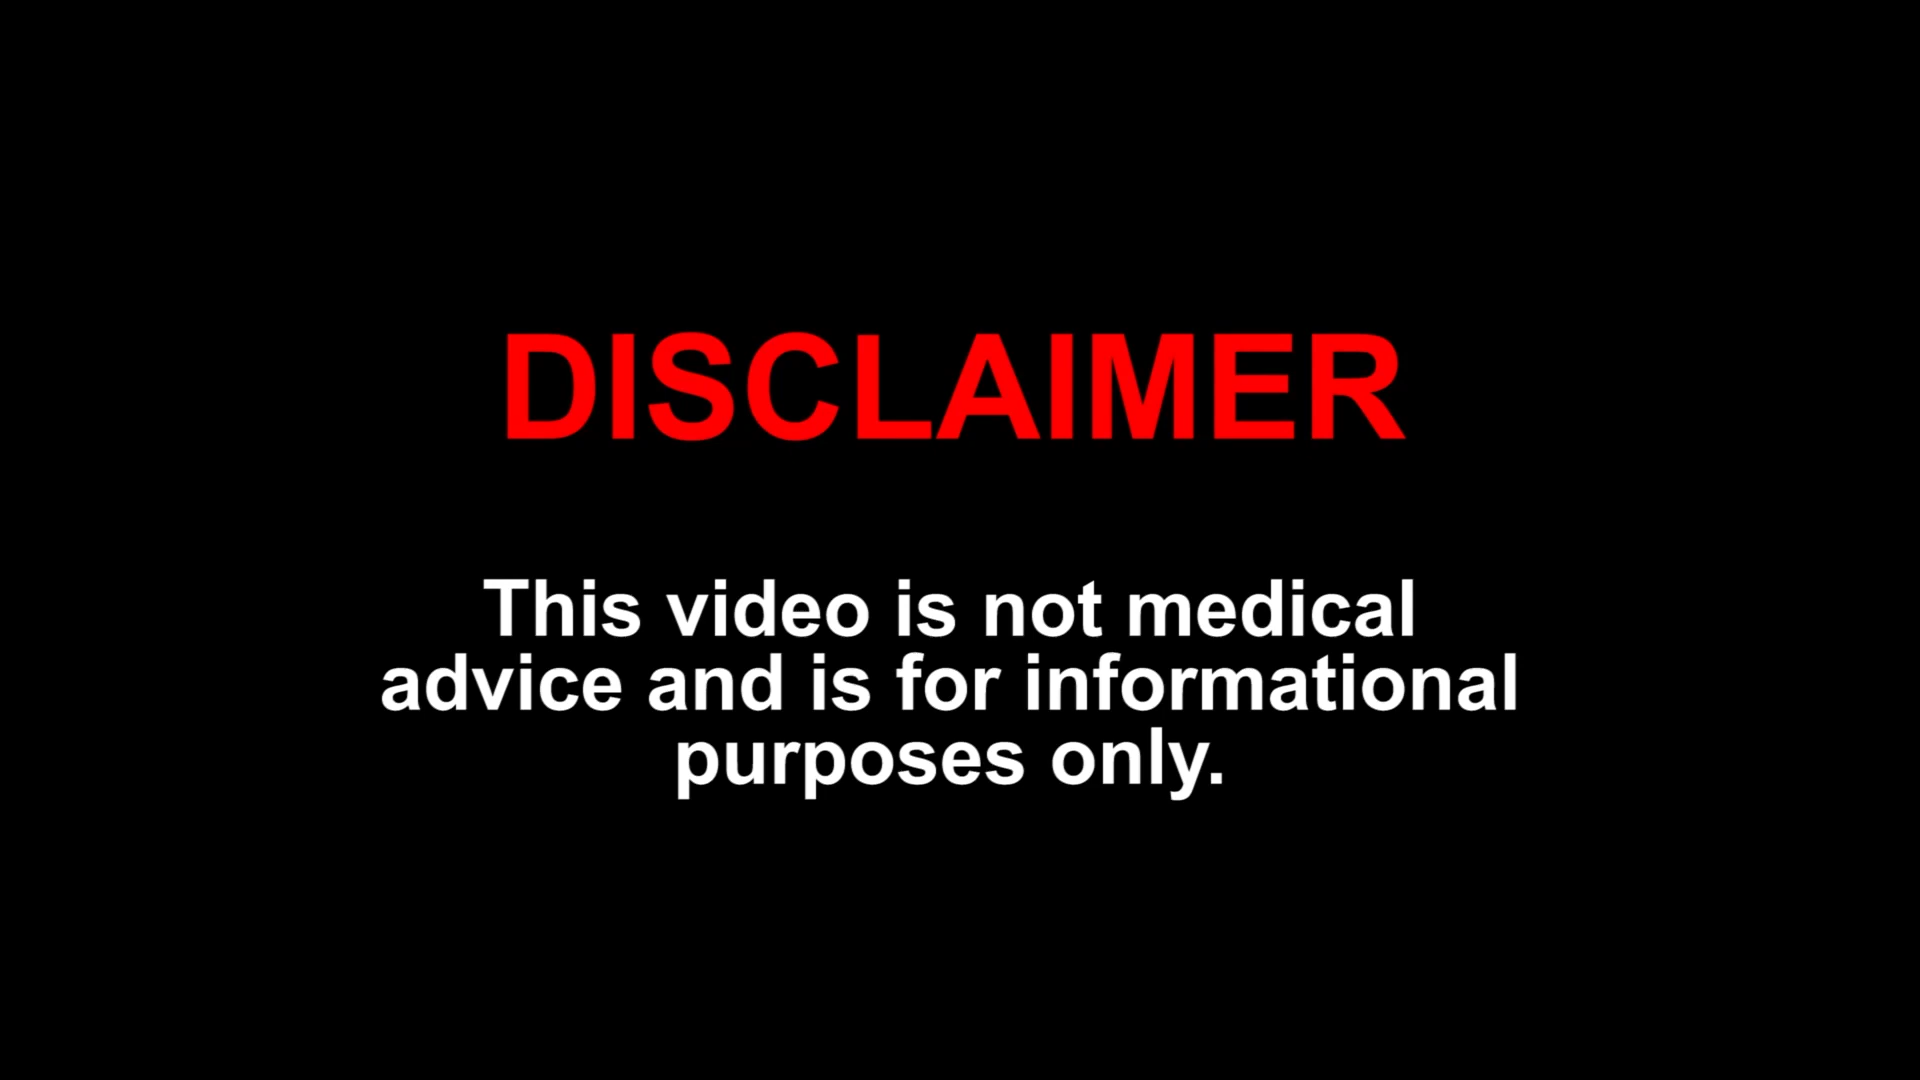 DISCLAIMER
This video is not medical
advice and is for informational
purposes only.